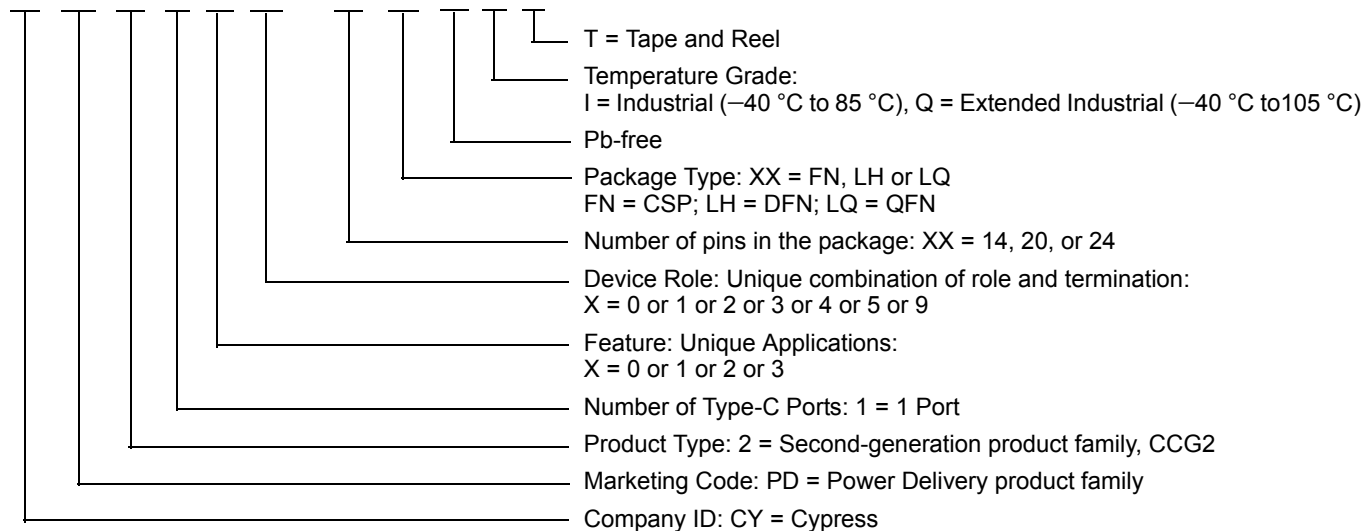 T = Tape and Reel
Temperature Grade:
I = Industrial (–40 °C to 85 °C), Q = Extended Industrial (–40 °C to105 °C)
Pb-free
Package Type: XX = FN, LH or LQ
FN = CSP; LH = DFN; LQ = QFN
Number of pins in the package: XX = 14, 20, or 24
Device Role: Unique combination of role and termination:
X = 0 or 1 or 2 or 3 or 4 or 5 or 9
Feature: Unique Applications:
X = 0 or 1 or 2 or 3
Number of Type-C Ports: 1 = 1 Port
Product Type: 2 = Second-generation product family, CCG2
Marketing Code: PD = Power Delivery product family
Company ID: CY = Cypress